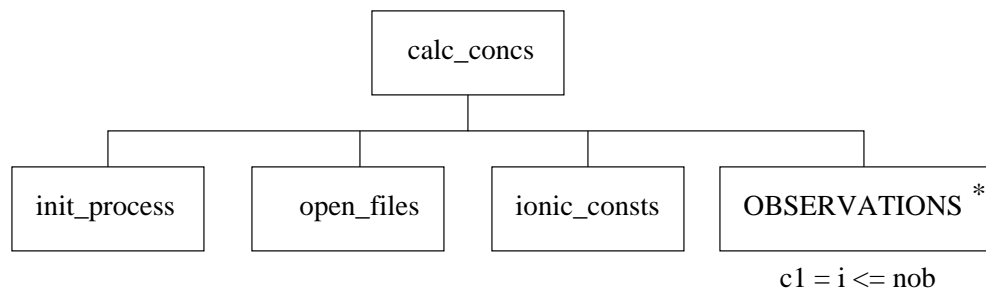 calc_concs
init_process
open_files
ionic_consts
OBSERVATIONS *
c1 = i <= nob